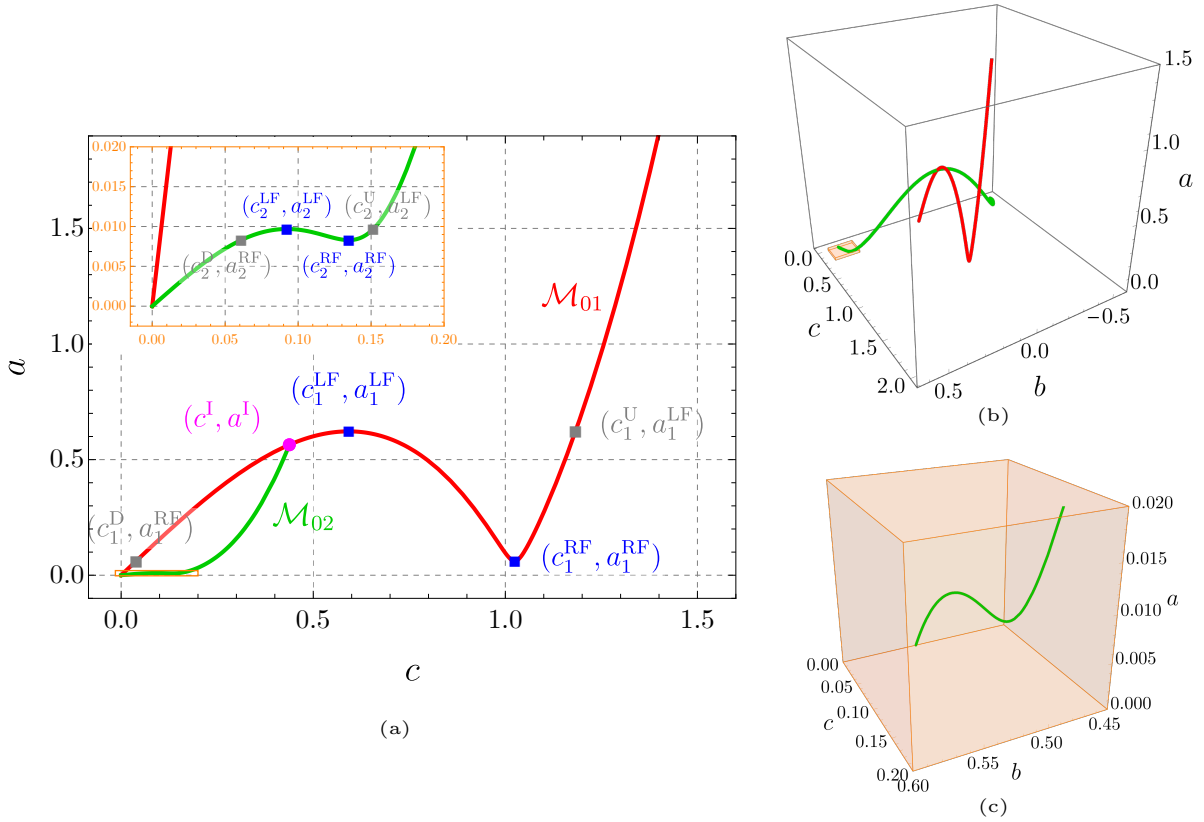 0.020
0.015
0.010
0.005
0.000
0.00 0.05 0.10 0.15 0.20
(c₂^LF, a₂^LF)
(c₂^U, a₂^LF)
(c₂^D, a₂^RF)
(c₂^RF, a₂^RF)
a
1.5
1.0
0.5
0.0
ℳ₀₁
(c₁^LF, a₁^LF)
(c^I, a^I)
(c₁^U, a₁^LF)
ℳ₀₂
(c₁^D, a₁^RF)
(c₁^RF, a₁^RF)
0.0 0.5 1.0 1.5
c
(a)
1.5
1.0
a
0.5
0.0
0.0
0.5
1.0
1.5
2.0
c
−0.5
0.0
0.5
b
(b)
0.020
0.015
0.010
a
0.005
0.000
0.00
0.05
0.10
0.15
0.20
c
0.45
0.50
0.55
0.60
b
(c)